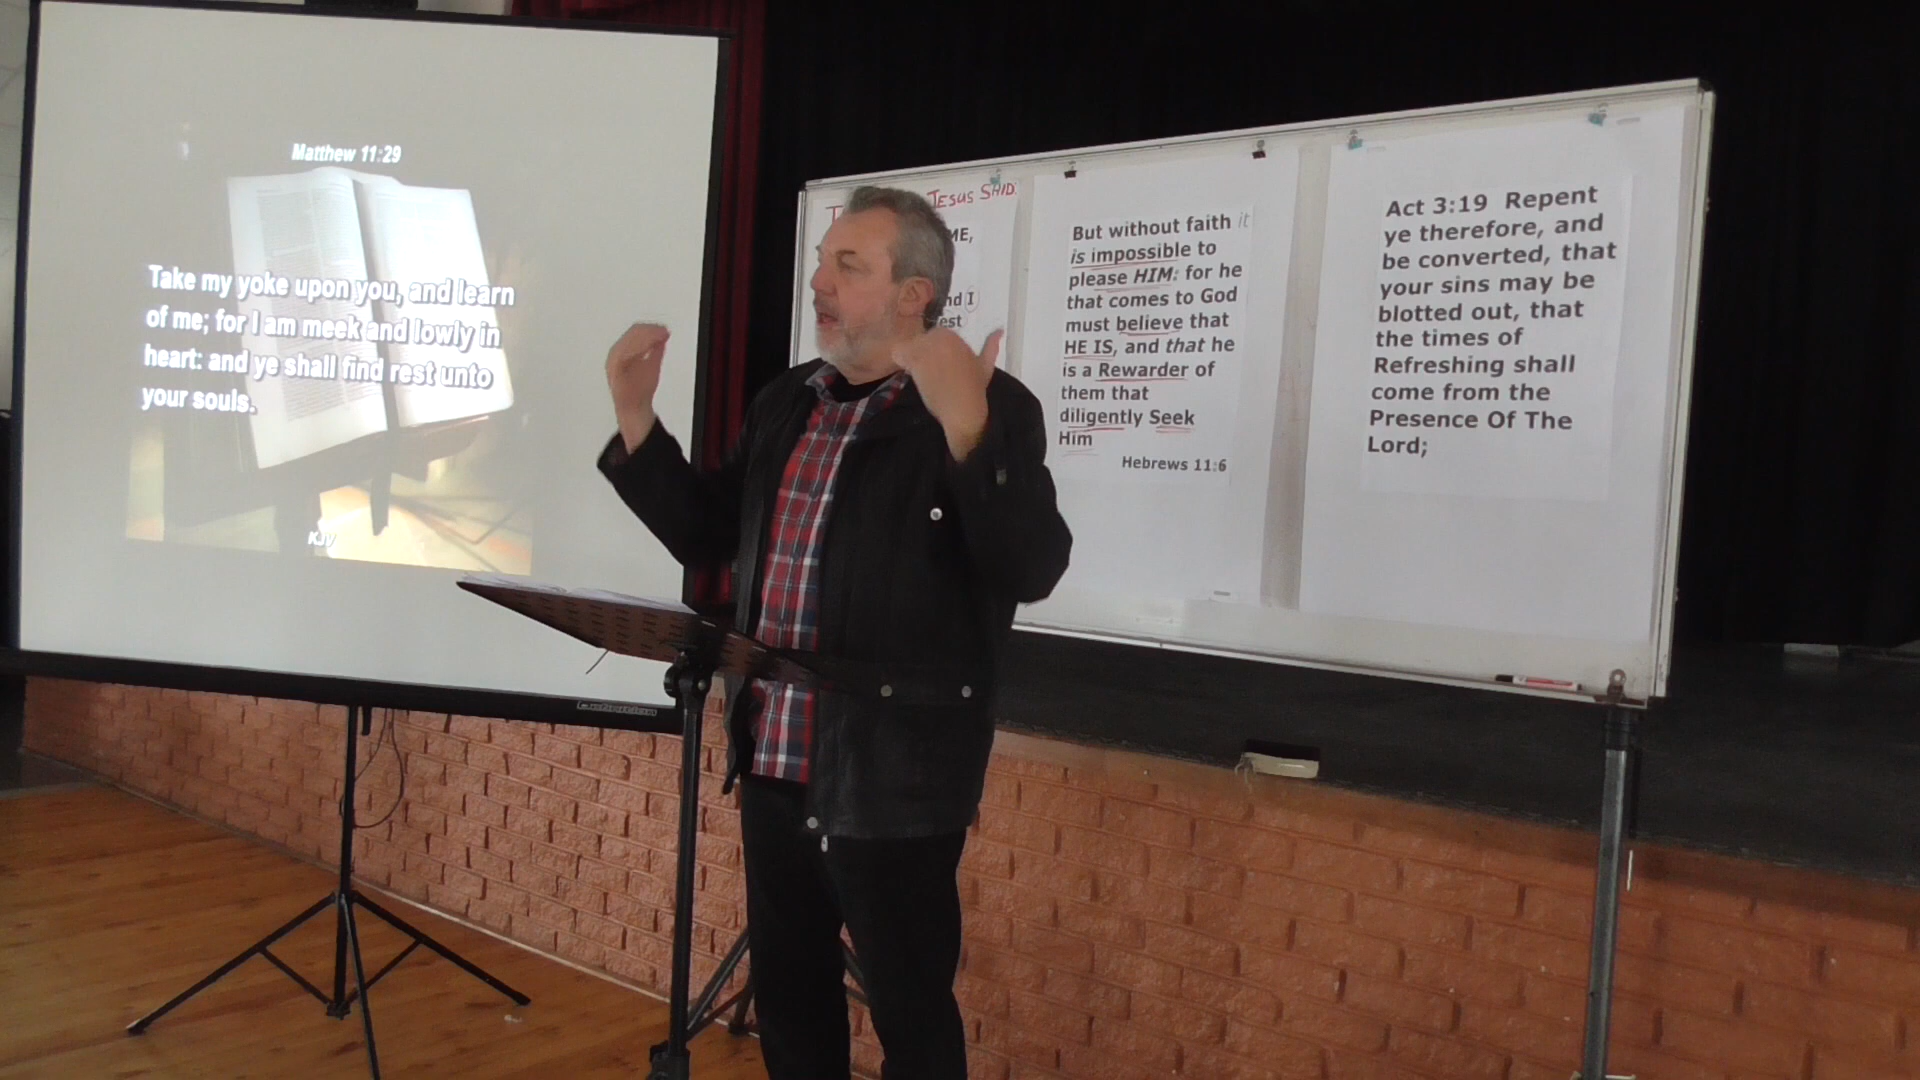 Matthew 11:29
Take my yoke upon you, and learn
of me; for I am meek and lowly in
heart: and ye shall find rest unto
your souls.
KJV
JESUS SAID:
ME,
and I
rest
But without faith it
is impossible to
please HIM: for he
that comes to God
must believe that
HE IS, and that he
is a Rewarder of
them that
diligently Seek
Him
Hebrews 11:6
Act 3:19 Repent
ye therefore, and
be converted, that
your sins may be
blotted out, that
the times of
Refreshing shall
come from the
Presence Of The
Lord;